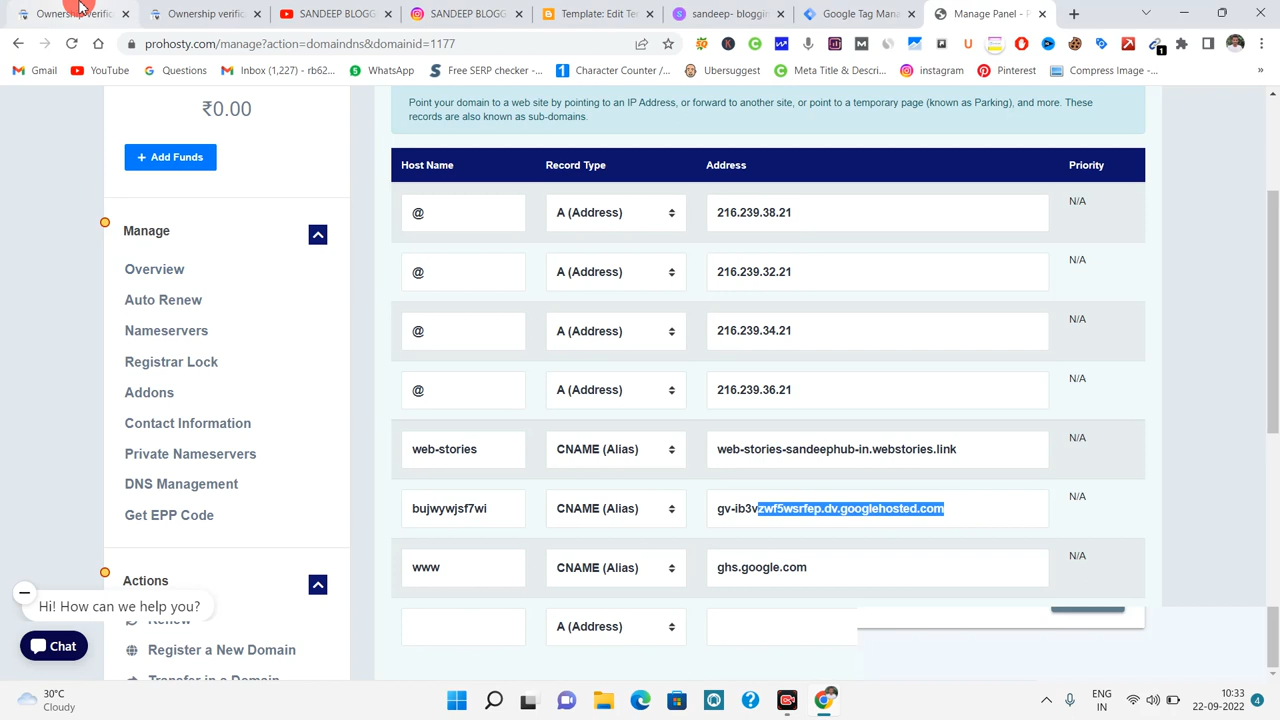 Ownership verific
Ownership verific
SANDEEP BLOGG
SANDEEP BLOGG
Template: Edit Te
sandeep- bloggin
Google Tag Mana
Manage Panel - P
prohosty.com/manage?action=domaindns&domainid=1177
Gmail
YouTube
Questions
Inbox (1,227) - rb62...
WhatsApp
Free SERP checker -...
Character Counter /...
Ubersuggest
Meta Title & Descri...
instagram
Pinterest
Compress Image -...
₹0.00
+ Add Funds
Manage
Overview
Auto Renew
Nameservers
Registrar Lock
Addons
Contact Information
Private Nameservers
DNS Management
Get EPP Code
Actions
Register a New Domain
Hi! How can we help you?
Chat
Point your domain to a web site by pointing to an IP Address, or forward to another site, or point to a temporary page (known as Parking), and more. These
records are also known as sub-domains.
Host Name Record Type Address Priority
@ A (Address) 216.239.38.21 N/A
@ A (Address) 216.239.32.21 N/A
@ A (Address) 216.239.34.21 N/A
@ A (Address) 216.239.36.21 N/A
web-stories CNAME (Alias) web-stories-sandeephub-in.webstories.link N/A
bujwywjsf7wi CNAME (Alias) gv-ib3vzwf5wsrfep.dv.googlehosted.com N/A
www CNAME (Alias) ghs.google.com N/A
A (Address)
30°C
Cloudy
ENG
IN
10:33
22-09-2022
4